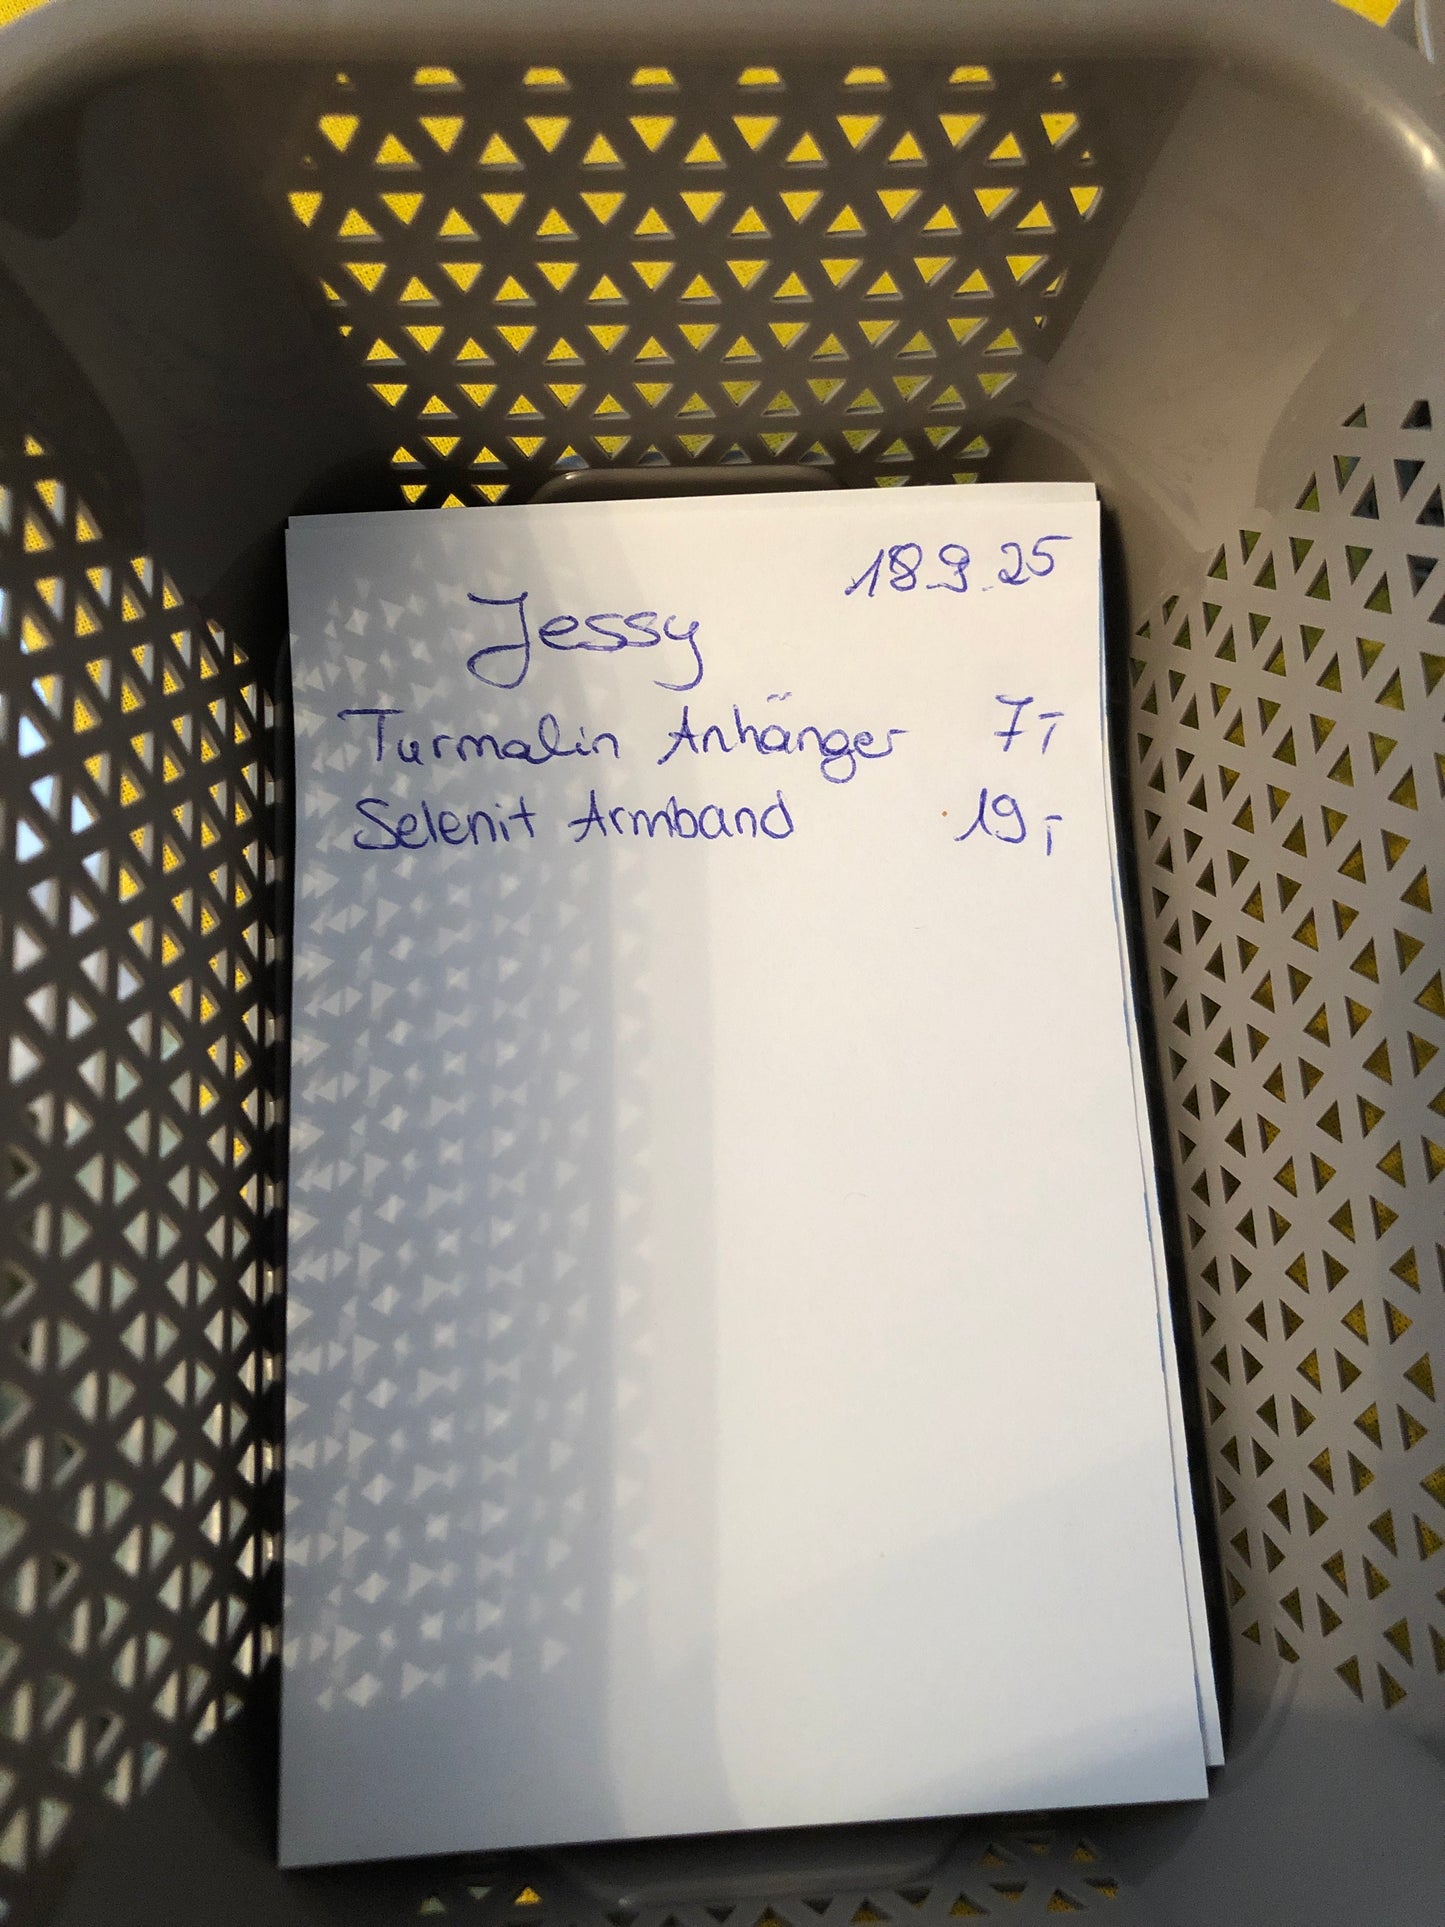 18.9.25
Jessy
Turmalin Anhänger 7,-
Selenit Armband 19,-